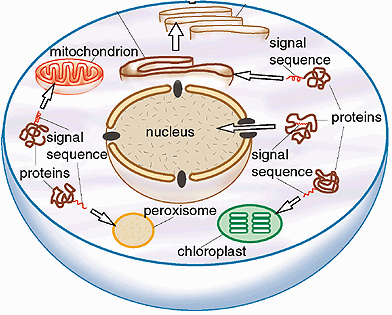 mitochondrion
signal
sequence
nucleus
proteins
signal
sequence
signal
sequence
proteins
peroxisome
chloroplast